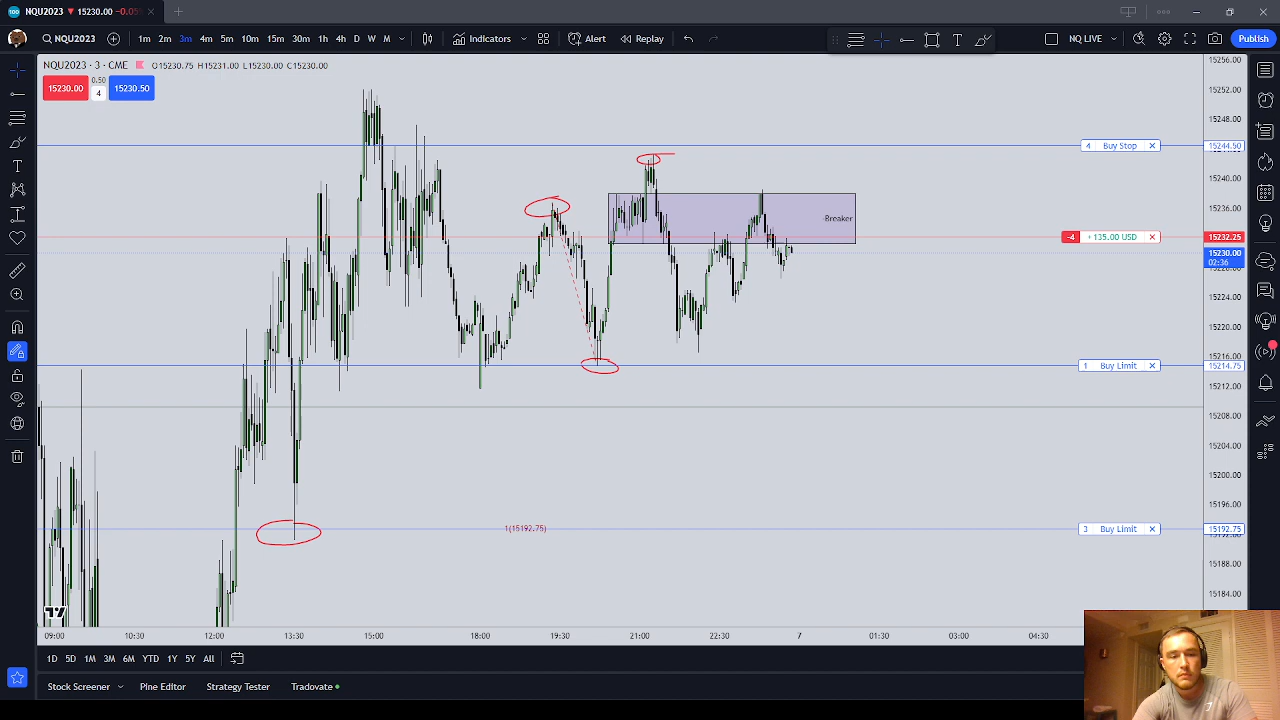 NQU2023 15230.00 -0.05
NQU2023 1m 2m 3m 4m 5m 10m 15m 30m 1h 4h D W M Indicators Alert Replay NQ LIVE Publish
NQU2023 · 3 · CME O15230.75 H15231.00 L15230.00 C15230.00
15230.00 0.50 4 15230.50
15256.00
15252.00
15248.00
4 Buy Stop 15244.50
15240.00
15236.00
Breaker
-4 +135.00 USD 15232.25
15230.00
02:36
15228.00
15224.00
15220.00
15216.00
1 Buy Limit 15214.75
15212.00
15208.00
15204.00
15200.00
15196.00
1(15192.75) 3 Buy Limit 15192.75
15188.00
15184.00
09:00 10:30 12:00 13:30 15:00 18:00 19:30 21:00 22:30 7 01:30 03:00 04:30
1D 5D 1M 3M 6M YTD 1Y 5Y All
Stock Screener Pine Editor Strategy Tester Tradovate